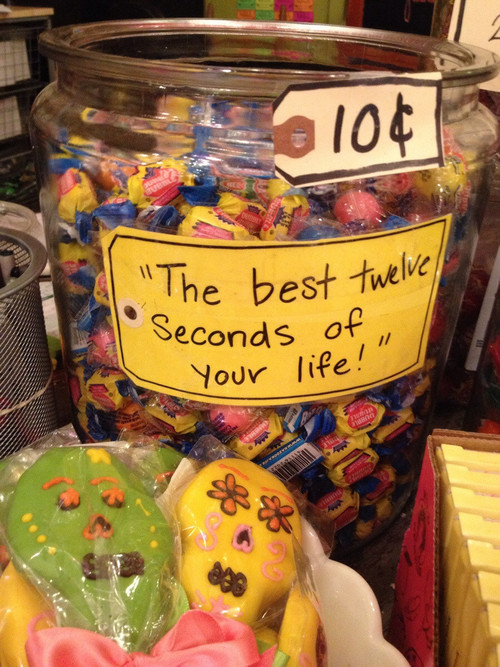 10¢
"The best twelve
Seconds of
your life!"